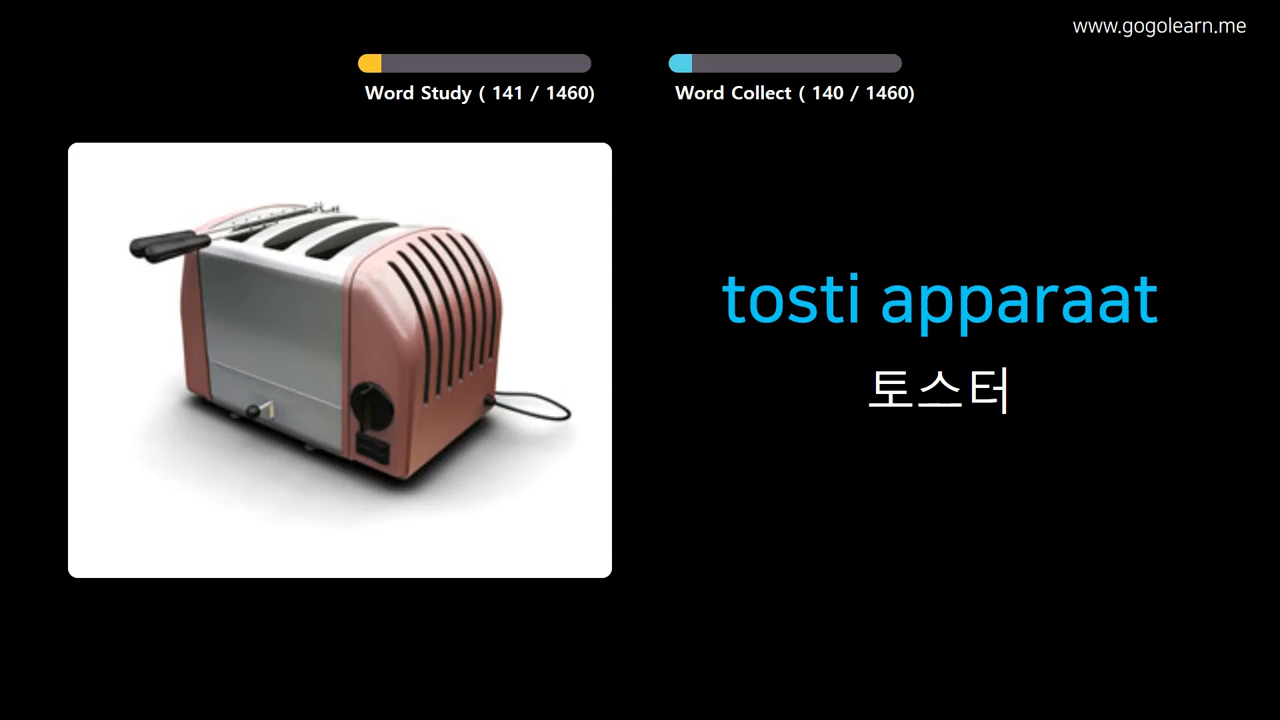 www.gogolearn.me
Word Study ( 141 / 1460)
Word Collect ( 140 / 1460)
tosti apparaat
토스터